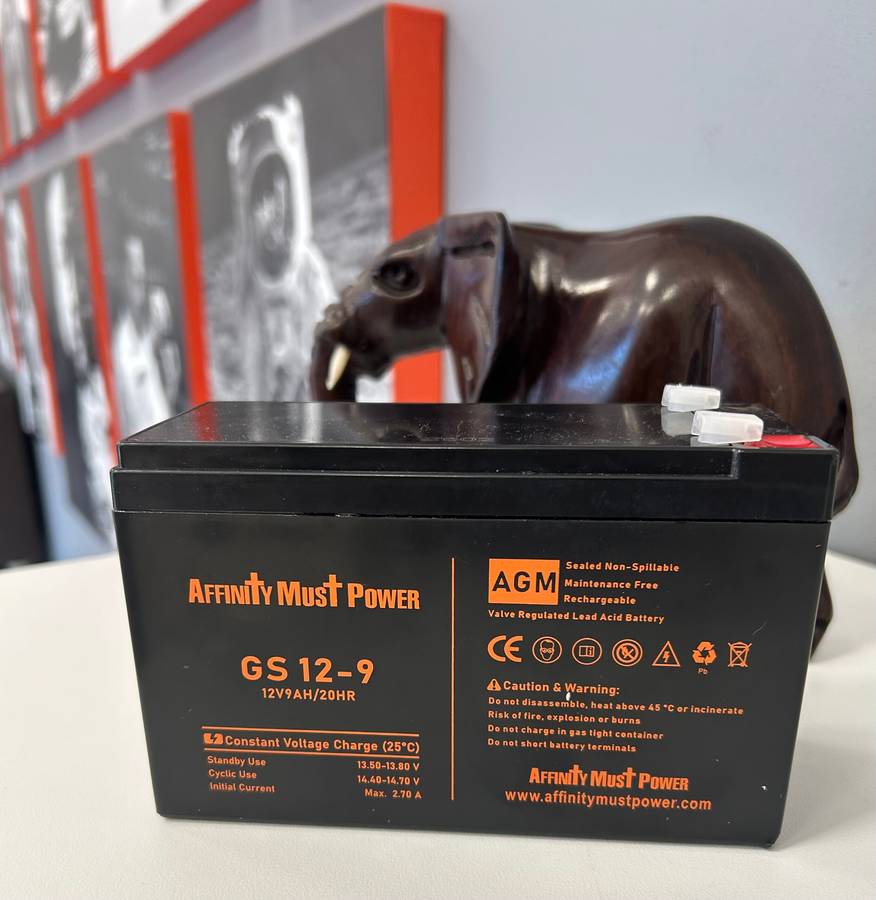 AFFINITY MUST POWER
GS 12-9
12V9AH/20HR
Constant Voltage Charge (25°C)
Standby Use 13.50-13.80 V
Cyclic Use 14.40-14.70 V
Initial Current Max. 2.70 A
AGM
Sealed Non-Spillable
Maintenance Free
Rechargeable
Valve Regulated Lead Acid Battery
CE
Pb
Caution & Warning:
Do not disassemble, heat above 45 °C or incinerate
Risk of fire, explosion or burns
Do not charge in gas tight container
Do not short battery terminals
AFFINITY MUST POWER
www.affinitymustpower.com